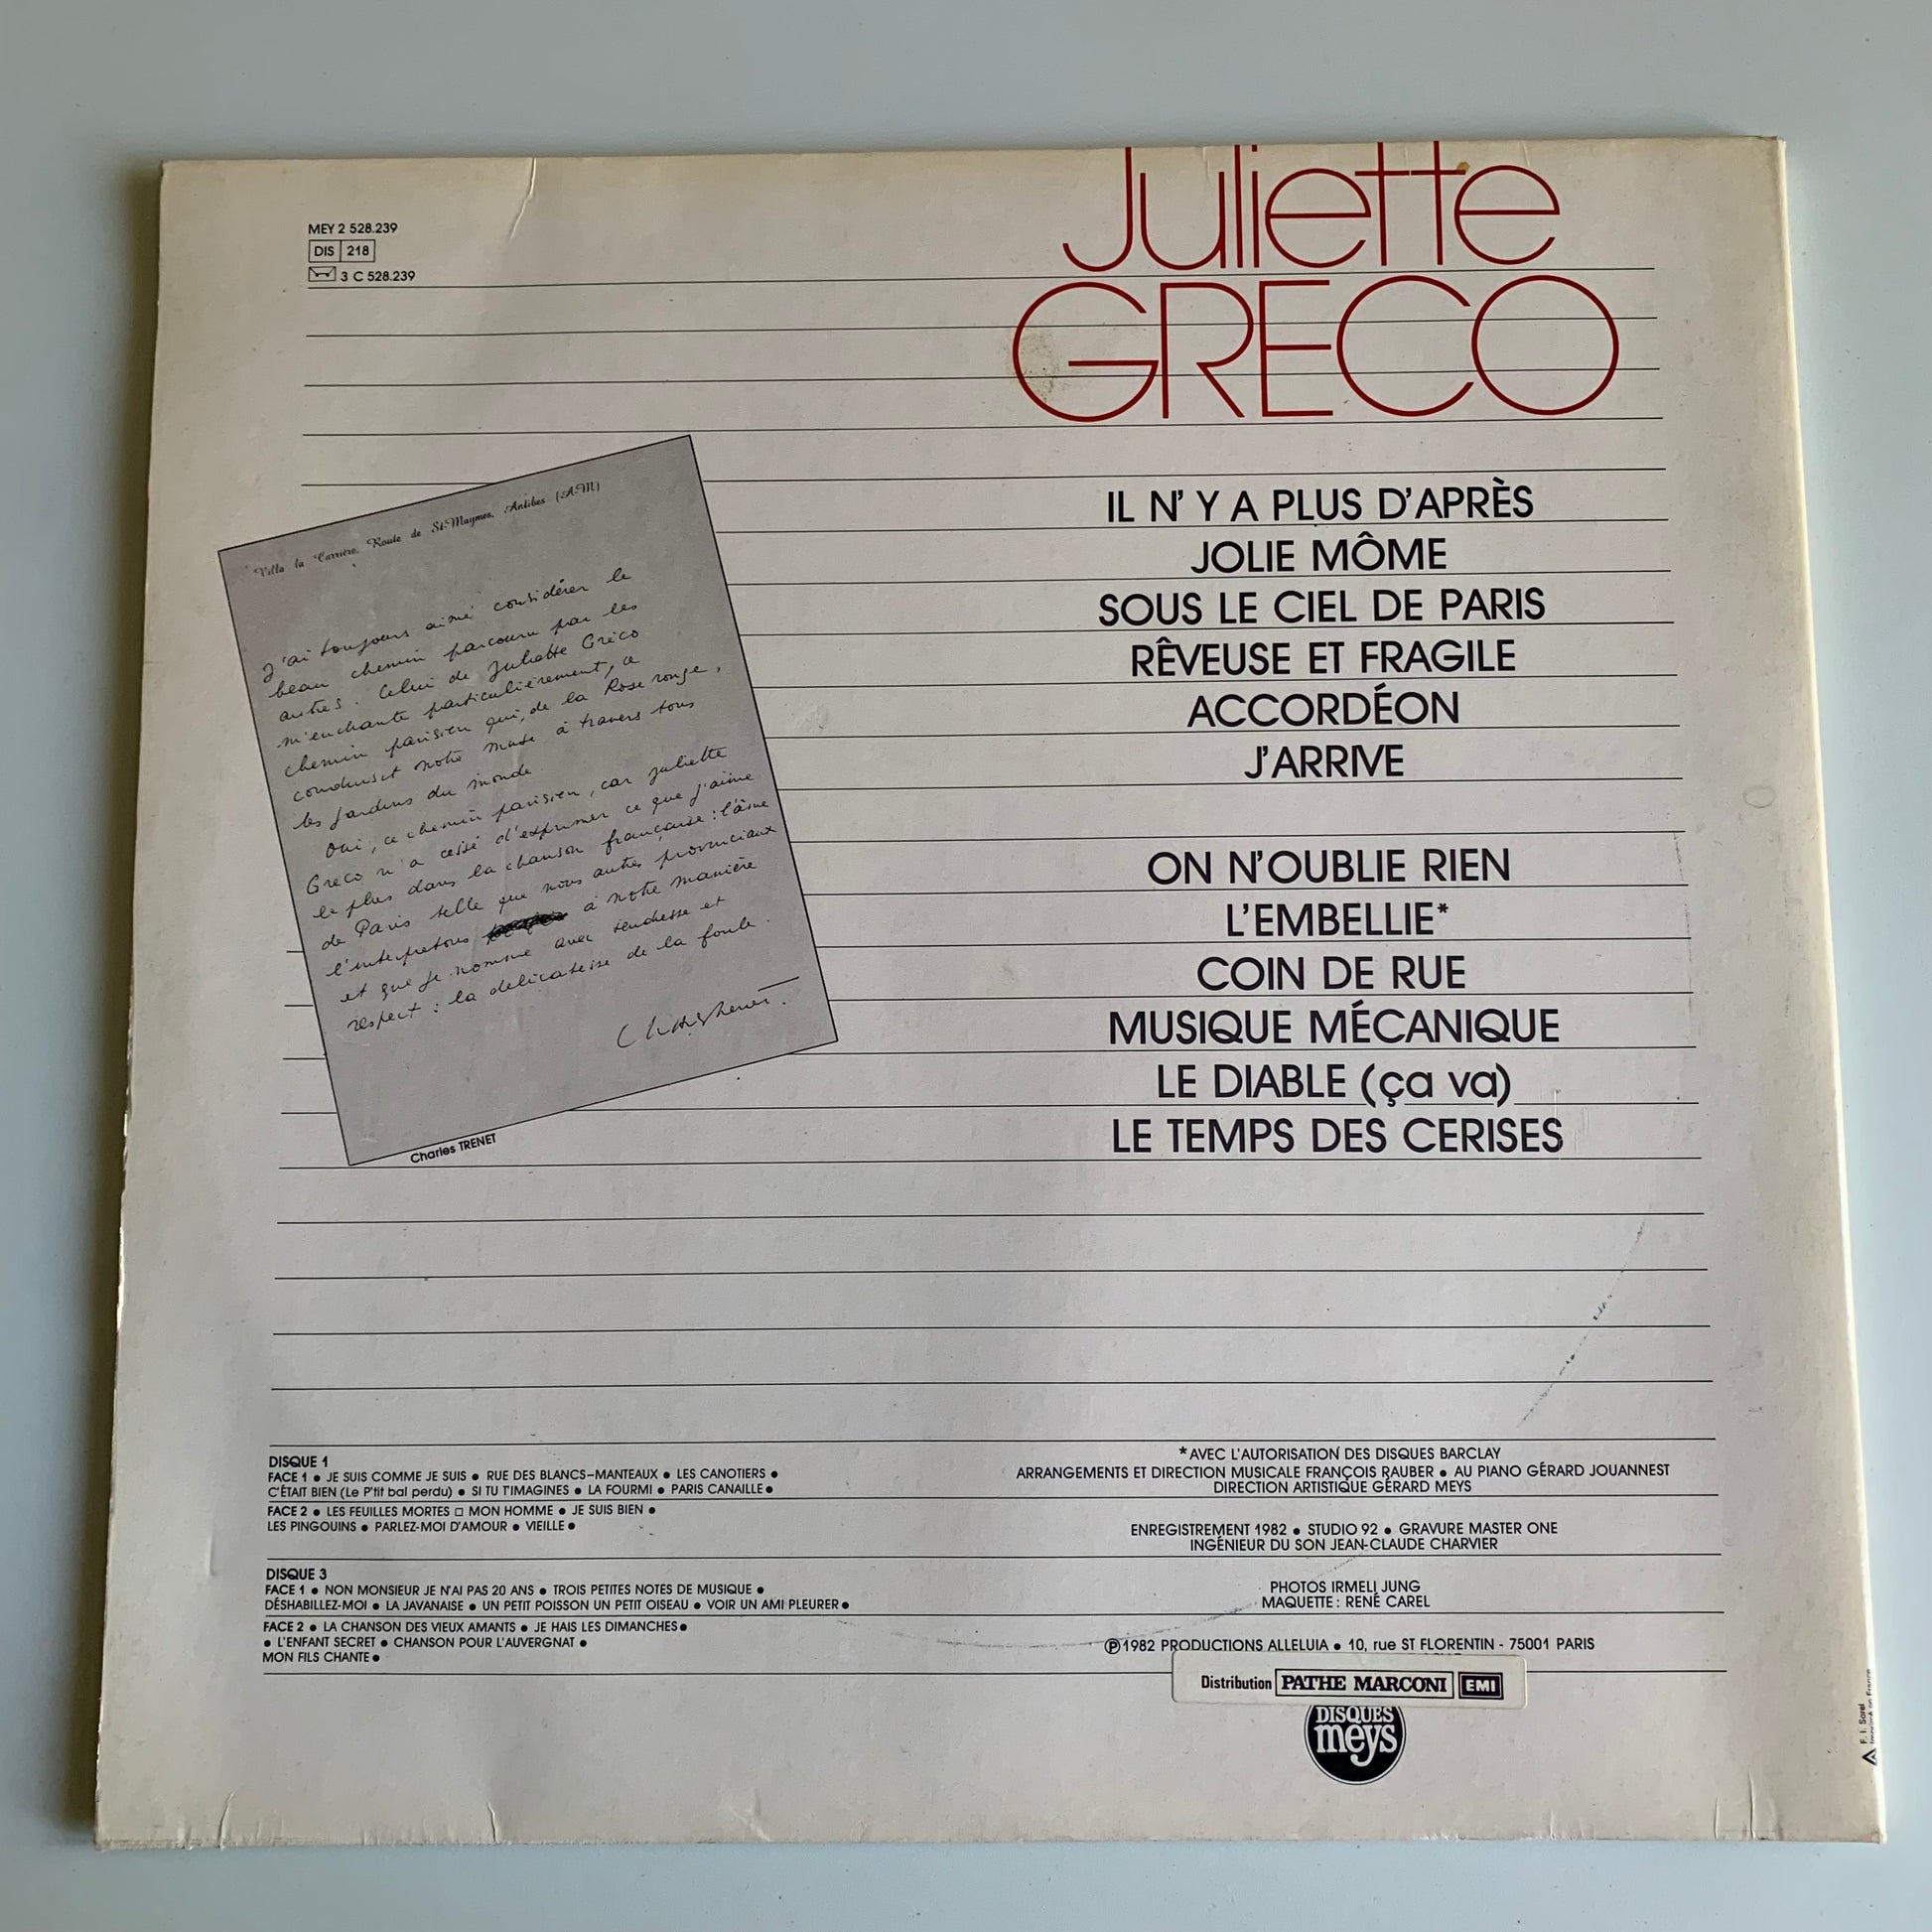 MEY 2 528.239
DIS 218
3 C 528.239
Juliette
GRECO
Villa la Carrière, Route de St-Maymes, Antibes (A-M)
J'ai toujours aimé considérer le
beau chemin parcouru par les
autres. Celui de Juliette Gréco
m'enchante particulièrement, ce
chemin parisien qui, de la Rose rouge,
conduisit notre muse à travers tous
les jardins du monde
Oui, ce chemin parisien, car Juliette
Greco n'a cessé d'exprimer ce que j'aime
le plus dans la chanson française : l'âme
de Paris telle que nous autres provinciaux
l'interpretons à notre manière
et que je nomme avec tendresse et
respect : la delicatesse de la foule.
Charles Trenet.
Charles TRENET
IL N' Y A PLUS D'APRÈS
JOLIE MÔME
SOUS LE CIEL DE PARIS
RÊVEUSE ET FRAGILE
ACCORDÉON
J'ARRIVE
ON N'OUBLIE RIEN
L'EMBELLIE*
COIN DE RUE
MUSIQUE MÉCANIQUE
LE DIABLE (ça va)
LE TEMPS DES CERISES
DISQUE 1
FACE 1 ● JE SUIS COMME JE SUIS ● RUE DES BLANCS-MANTEAUX ● LES CANOTIERS ●
C'ÉTAIT BIEN (Le P'tit bal perdu) ● SI TU T'IMAGINES ● LA FOURMI ● PARIS CANAILLE ●
FACE 2 ● LES FEUILLES MORTES □ MON HOMME ● JE SUIS BIEN ●
LES PINGOUINS ● PARLEZ-MOI D'AMOUR ● VIEILLE ●
DISQUE 3
FACE 1 ● NON MONSIEUR JE N'AI PAS 20 ANS ● TROIS PETITES NOTES DE MUSIQUE ●
DÉSHABILLEZ-MOI ● LA JAVANAISE ● UN PETIT POISSON UN PETIT OISEAU ● VOIR UN AMI PLEURER ●
FACE 2 ● LA CHANSON DES VIEUX AMANTS ● JE HAIS LES DIMANCHES ●
● L'ENFANT SECRET ● CHANSON POUR L'AUVERGNAT ●
MON FILS CHANTE ●
*AVEC L'AUTORISATION DES DISQUES BARCLAY
ARRANGEMENTS ET DIRECTION MUSICALE FRANÇOIS RAUBER ● AU PIANO GÉRARD JOUANNEST
DIRECTION ARTISTIQUE GÉRARD MEYS
ENREGISTREMENT 1982 ● STUDIO 92 ● GRAVURE MASTER ONE
INGÉNIEUR DU SON JEAN-CLAUDE CHARVIER
PHOTOS IRMELI JUNG
MAQUETTE : RENÉ CAREL
℗1982 PRODUCTIONS ALLELUIA ● 10, rue ST FLORENTIN - 75001 PARIS
Distribution PATHE MARCONI EMI
DISQUES
meys